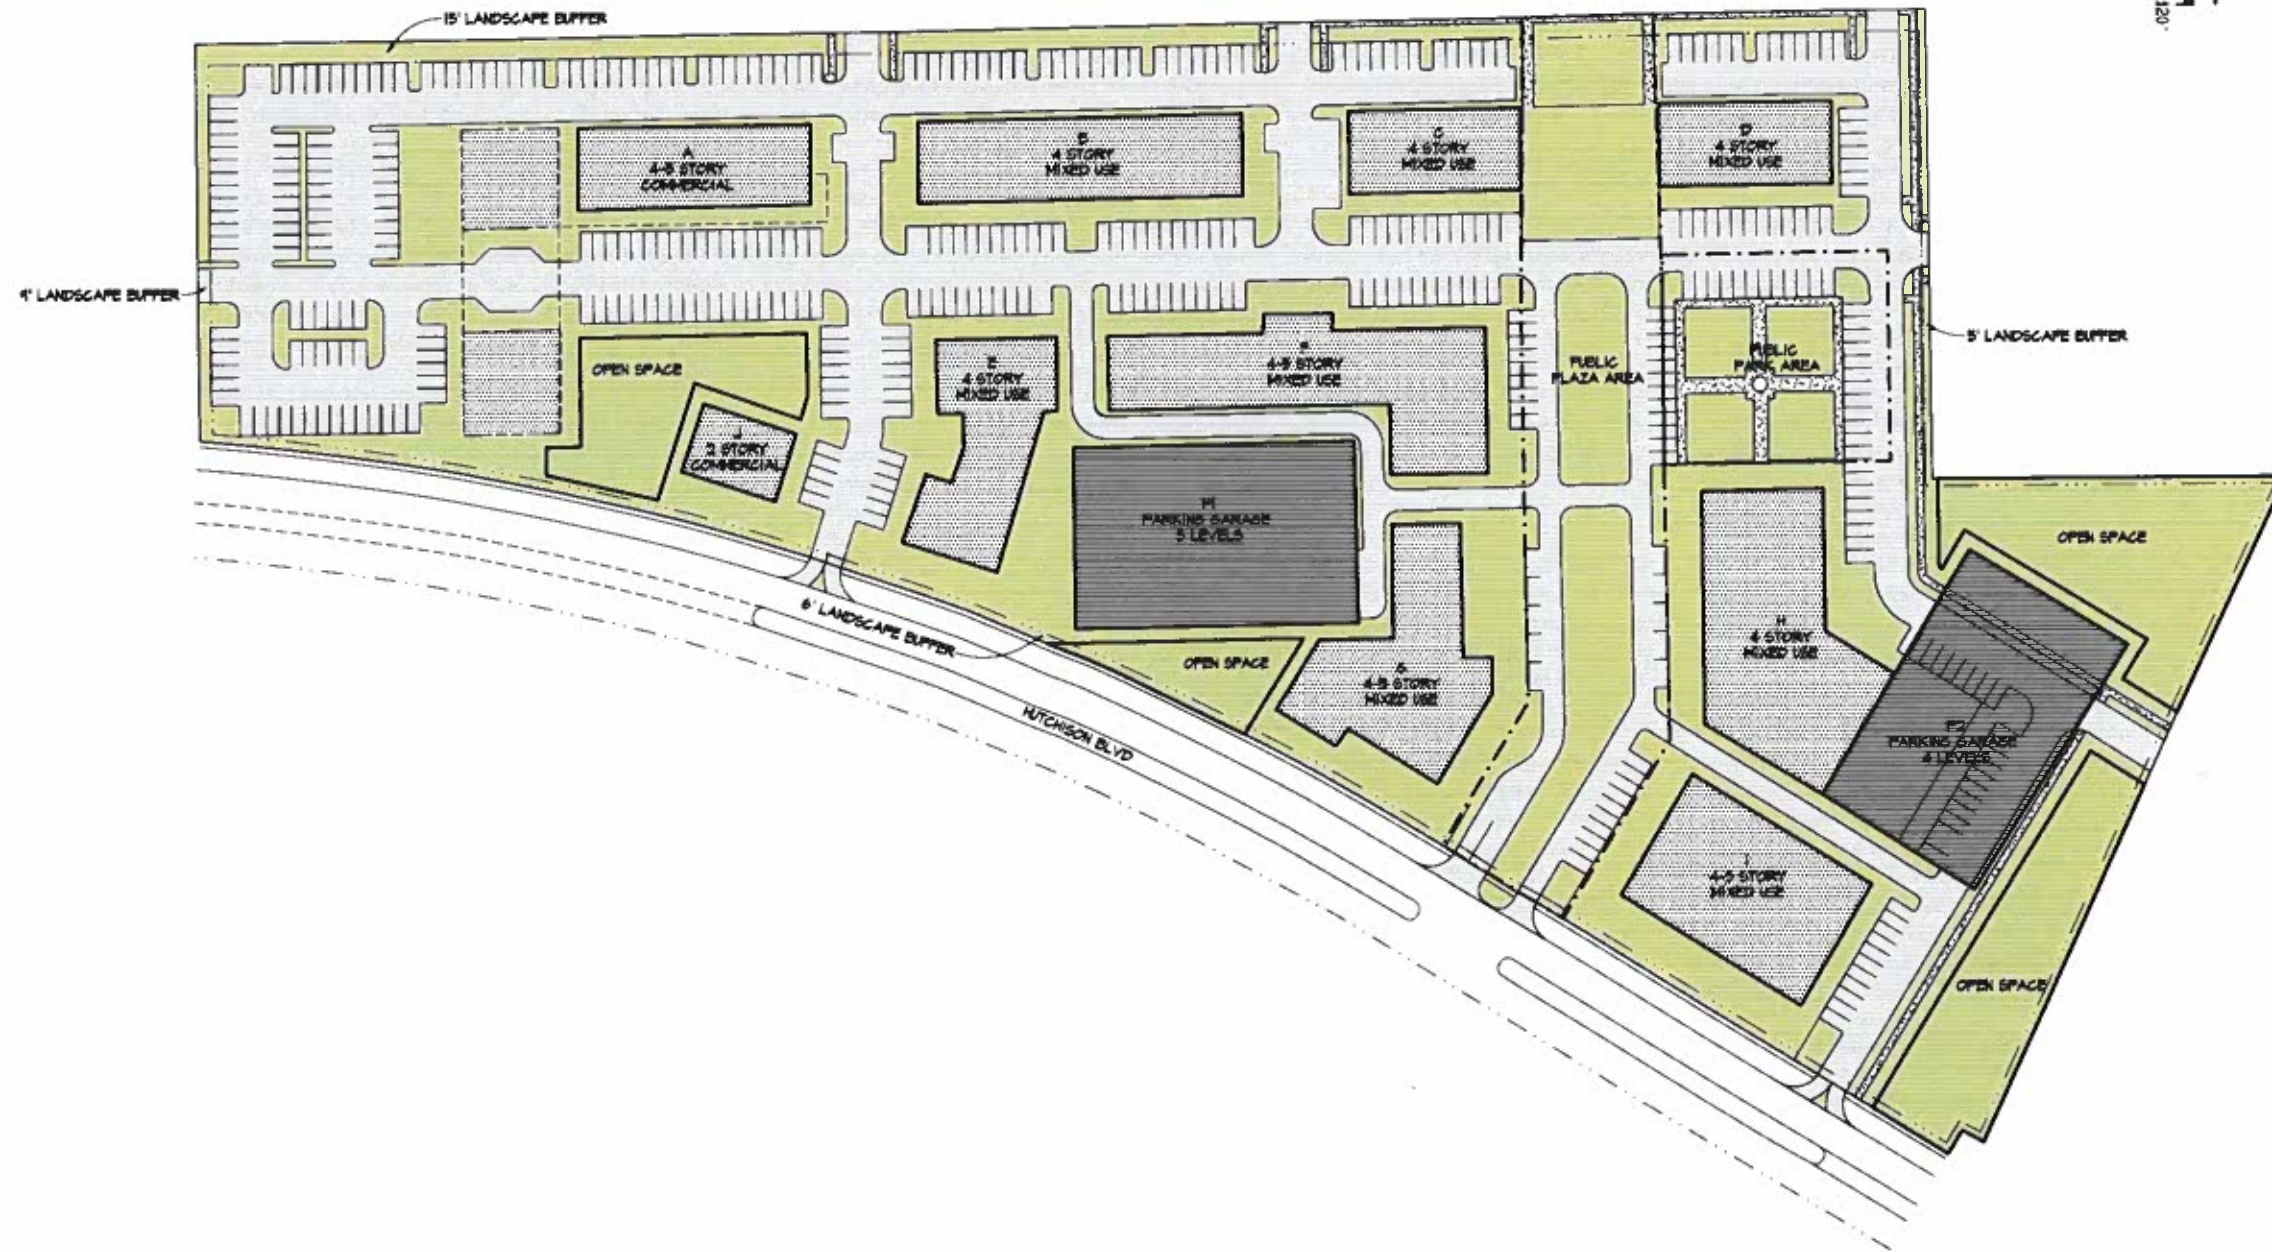 15' LANDSCAPE BUFFER
120'
A
4-5 STORY
COMMERCIAL
B
4 STORY
MIXED USE
C
4 STORY
MIXED USE
D
4 STORY
MIXED USE
9' LANDSCAPE BUFFER
5' LANDSCAPE BUFFER
OPEN SPACE
E
4 STORY
MIXED USE
F
4-5 STORY
MIXED USE
PUBLIC
PLAZA AREA
PUBLIC
PARK AREA
J
2 STORY
COMMERCIAL
P1
PARKING GARAGE
5 LEVELS
OPEN SPACE
6' LANDSCAPE BUFFER
OPEN SPACE
G
4-5 STORY
MIXED USE
H
4 STORY
MIXED USE
HUTCHISON BLVD
P2
PARKING GARAGE
4 LEVELS
I
4-5 STORY
MIXED USE
OPEN SPACE